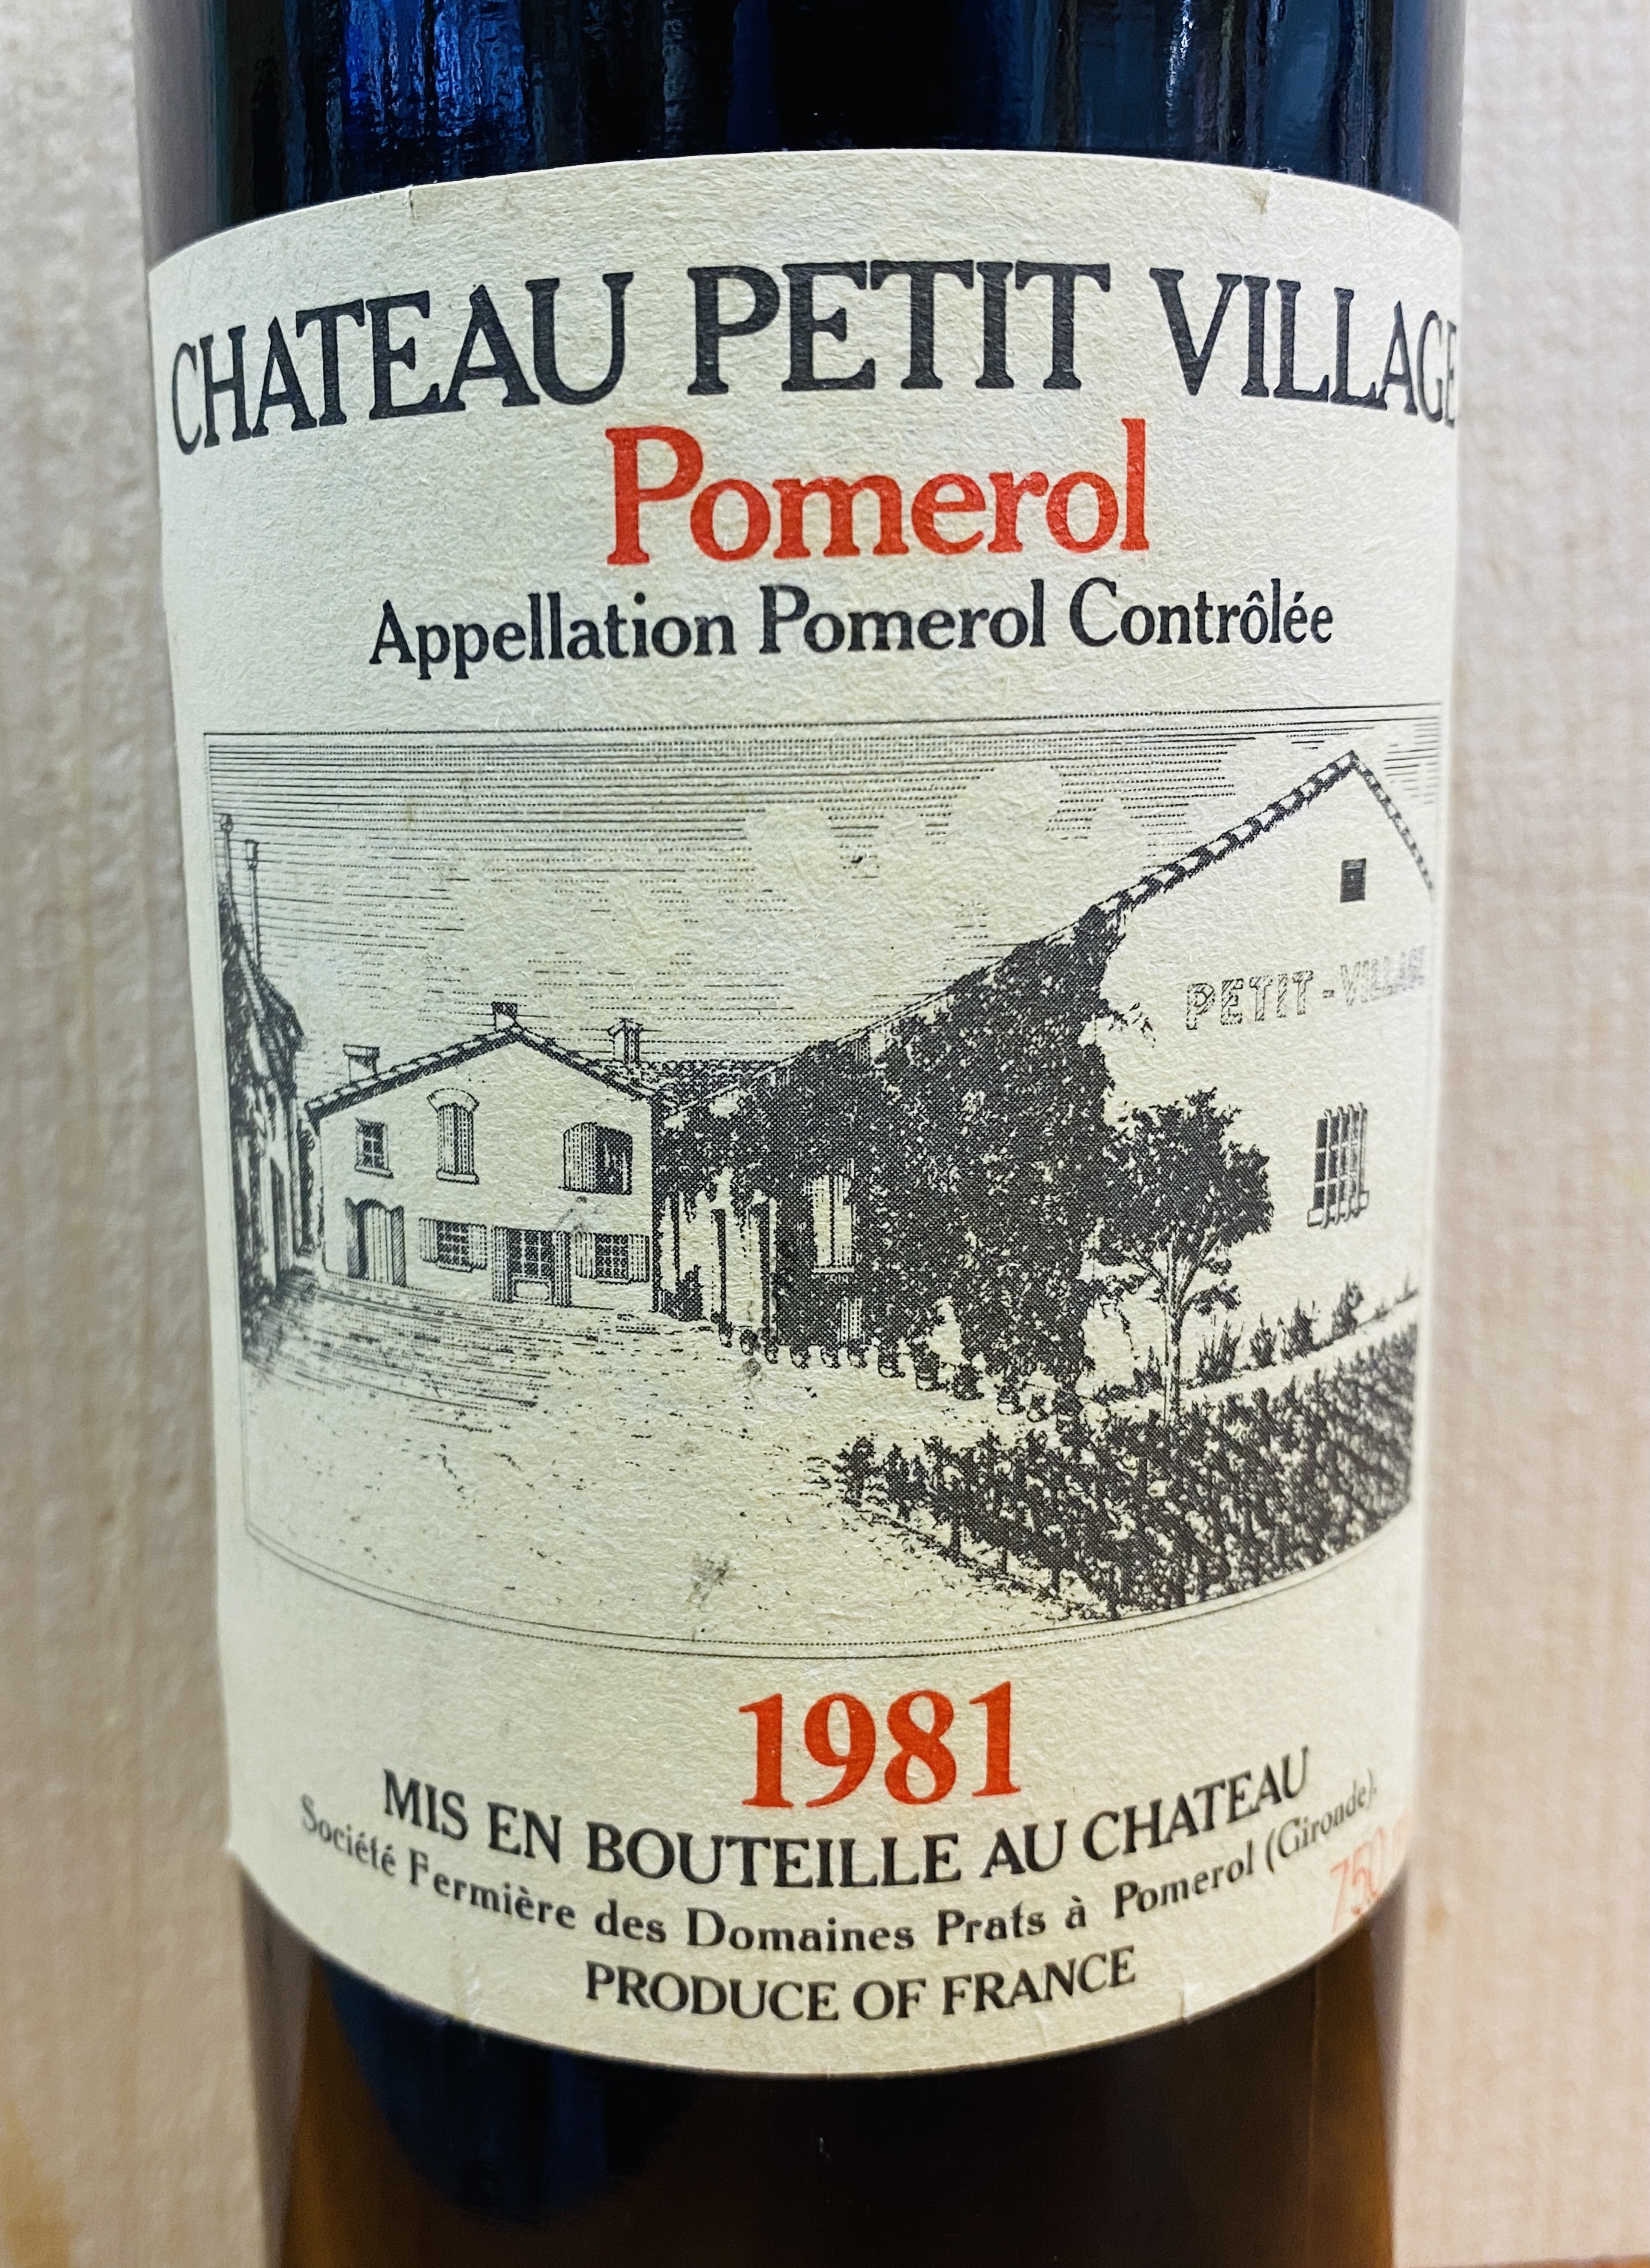 CHATEAU PETIT VILLAGE
Pomerol
Appellation Pomerol Contrôlée
PETIT-VILLAGE
1981
MIS EN BOUTEILLE AU CHATEAU
Société Fermière des Domaines Prats à Pomerol (Gironde).
750
PRODUCE OF FRANCE